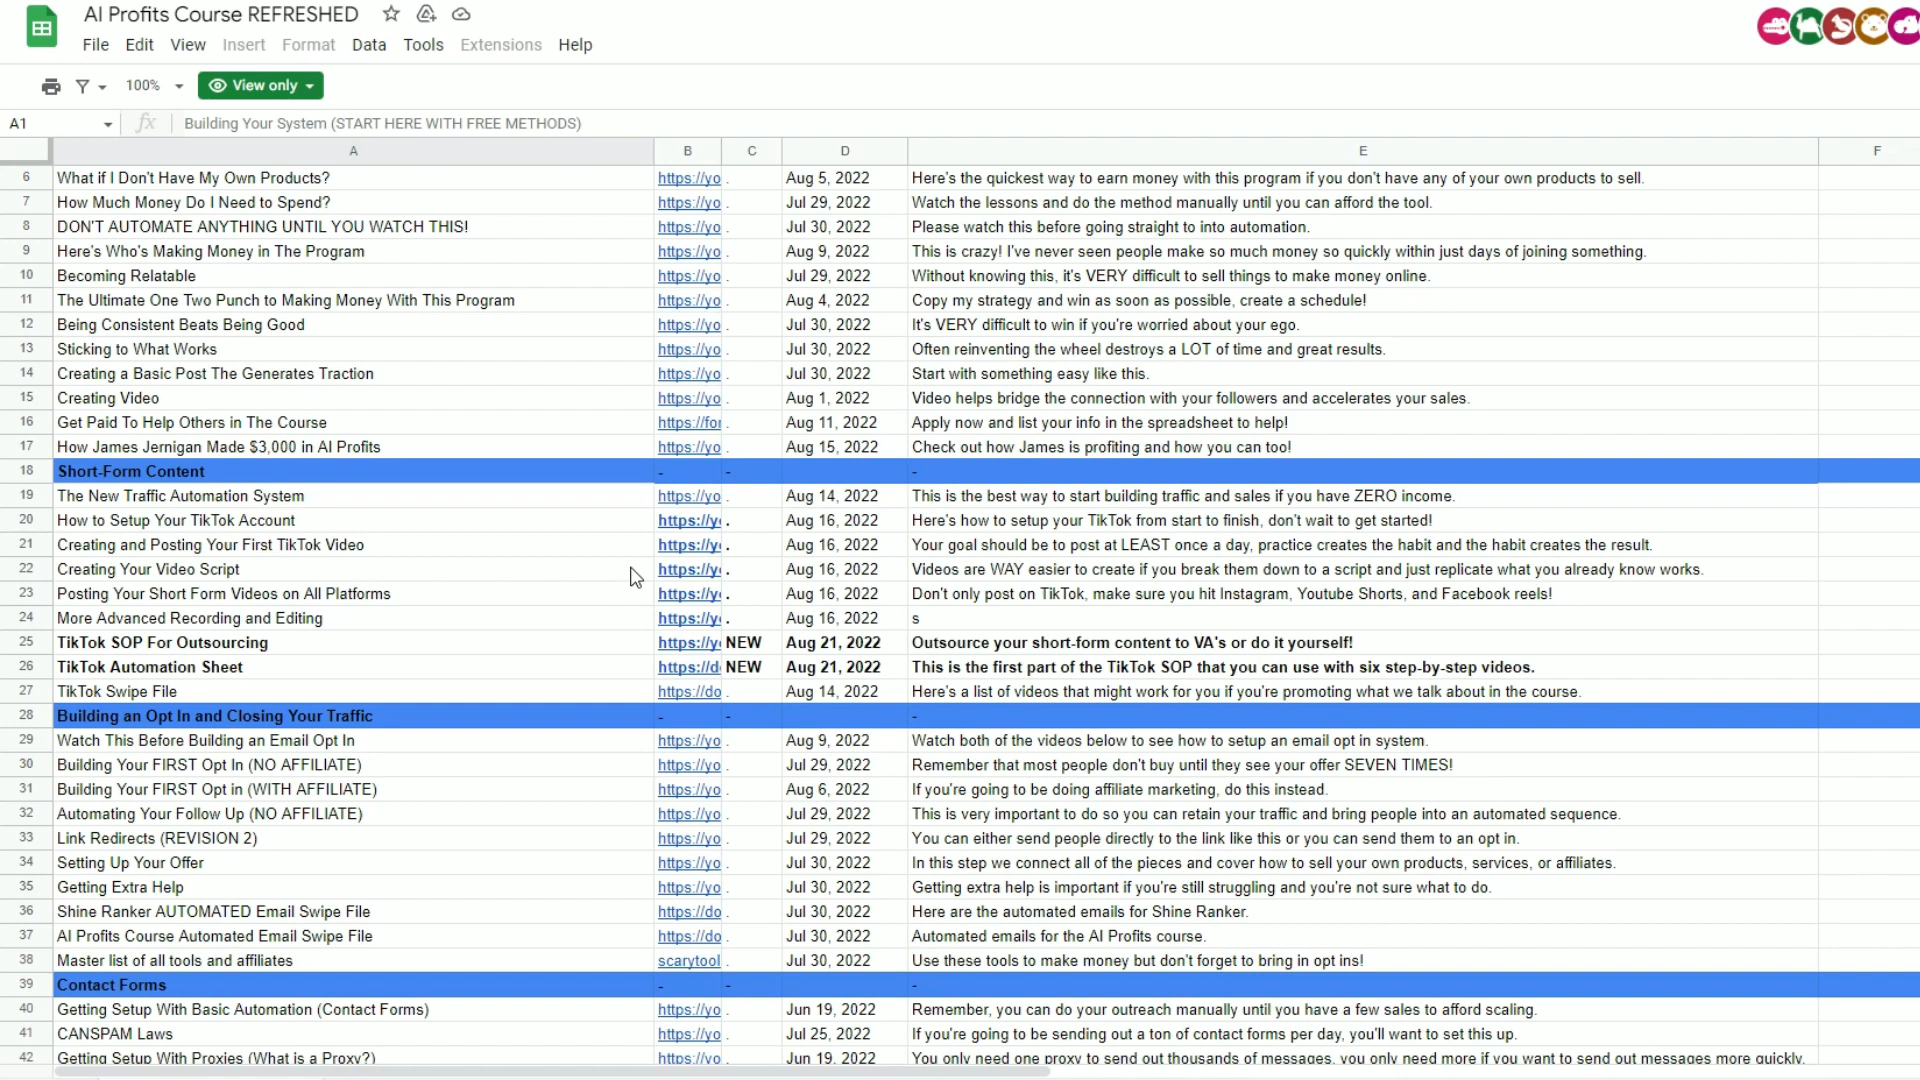 AI Profits Course REFRESHED
File Edit View Insert Format Data Tools Extensions Help
100% View only
A1 fx Building Your System (START HERE WITH FREE METHODS)
A B C D E F
6 What if I Don't Have My Own Products? https://yo . Aug 5, 2022 Here's the quickest way to earn money with this program if you don't have any of your own products to sell.
7 How Much Money Do I Need to Spend? https://yo . Jul 29, 2022 Watch the lessons and do the method manually until you can afford the tool.
8 DON'T AUTOMATE ANYTHING UNTIL YOU WATCH THIS! https://yo . Jul 30, 2022 Please watch this before going straight to into automation.
9 Here's Who's Making Money in The Program https://yo . Aug 9, 2022 This is crazy! I've never seen people make so much money so quickly within just days of joining something.
10 Becoming Relatable https://yo . Jul 29, 2022 Without knowing this, it's VERY difficult to sell things to make money online.
11 The Ultimate One Two Punch to Making Money With This Program https://yo . Aug 4, 2022 Copy my strategy and win as soon as possible, create a schedule!
12 Being Consistent Beats Being Good https://yo . Jul 30, 2022 It's VERY difficult to win if you're worried about your ego.
13 Sticking to What Works https://yo . Jul 30, 2022 Often reinventing the wheel destroys a LOT of time and great results.
14 Creating a Basic Post The Generates Traction https://yo . Jul 30, 2022 Start with something easy like this.
15 Creating Video https://yo . Aug 1, 2022 Video helps bridge the connection with your followers and accelerates your sales.
16 Get Paid To Help Others in The Course https://for . Aug 11, 2022 Apply now and list your info in the spreadsheet to help!
17 How James Jernigan Made $3,000 in AI Profits https://yo . Aug 15, 2022 Check out how James is profiting and how you can too!
18 Short-Form Content - - -
19 The New Traffic Automation System https://yo . Aug 14, 2022 This is the best way to start building traffic and sales if you have ZERO income.
20 How to Setup Your TikTok Account https://y . Aug 16, 2022 Here's how to setup your TikTok from start to finish, don't wait to get started!
21 Creating and Posting Your First TikTok Video https://y . Aug 16, 2022 Your goal should be to post at LEAST once a day, practice creates the habit and the habit creates the result.
22 Creating Your Video Script https://y . Aug 16, 2022 Videos are WAY easier to create if you break them down to a script and just replicate what you already know works.
23 Posting Your Short Form Videos on All Platforms https://y . Aug 16, 2022 Don't only post on TikTok, make sure you hit Instagram, Youtube Shorts, and Facebook reels!
24 More Advanced Recording and Editing https://y . Aug 16, 2022 s
25 TikTok SOP For Outsourcing https://y NEW Aug 21, 2022 Outsource your short-form content to VA's or do it yourself!
26 TikTok Automation Sheet https://d NEW Aug 21, 2022 This is the first part of the TikTok SOP that you can use with six step-by-step videos.
27 TikTok Swipe File https://do . Aug 14, 2022 Here's a list of videos that might work for you if you're promoting what we talk about in the course.
28 Building an Opt In and Closing Your Traffic - - -
29 Watch This Before Building an Email Opt In https://yo . Aug 9, 2022 Watch both of the videos below to see how to setup an email opt in system.
30 Building Your FIRST Opt In (NO AFFILIATE) https://yo . Jul 29, 2022 Remember that most people don't buy until they see your offer SEVEN TIMES!
31 Building Your FIRST Opt in (WITH AFFILIATE) https://yo . Aug 6, 2022 If you're going to be doing affiliate marketing, do this instead.
32 Automating Your Follow Up (NO AFFILIATE) https://yo . Jul 29, 2022 This is very important to do so you can retain your traffic and bring people into an automated sequence.
33 Link Redirects (REVISION 2) https://yo . Jul 29, 2022 You can either send people directly to the link like this or you can send them to an opt in.
34 Setting Up Your Offer https://yo . Jul 30, 2022 In this step we connect all of the pieces and cover how to sell your own products, services, or affiliates.
35 Getting Extra Help https://yo . Jul 30, 2022 Getting extra help is important if you're still struggling and you're not sure what to do.
36 Shine Ranker AUTOMATED Email Swipe File https://do . Jul 30, 2022 Here are the automated emails for Shine Ranker.
37 AI Profits Course Automated Email Swipe File https://do . Jul 30, 2022 Automated emails for the AI Profits course.
38 Master list of all tools and affiliates scarytool Jul 30, 2022 Use these tools to make money but don't forget to bring in opt ins!
39 Contact Forms - - -
40 Getting Setup With Basic Automation (Contact Forms) https://yo . Jun 19, 2022 Remember, you can do your outreach manually until you have a few sales to afford scaling.
41 CANSPAM Laws https://yo . Jul 25, 2022 If you're going to be sending out a ton of contact forms per day, you'll want to set this up.
42 Getting Setup With Proxies (What is a Proxy?) https://yo . Jun 19, 2022 You only need one proxy to send out thousands of messages, you only need more if you want to send out messages more quickly.